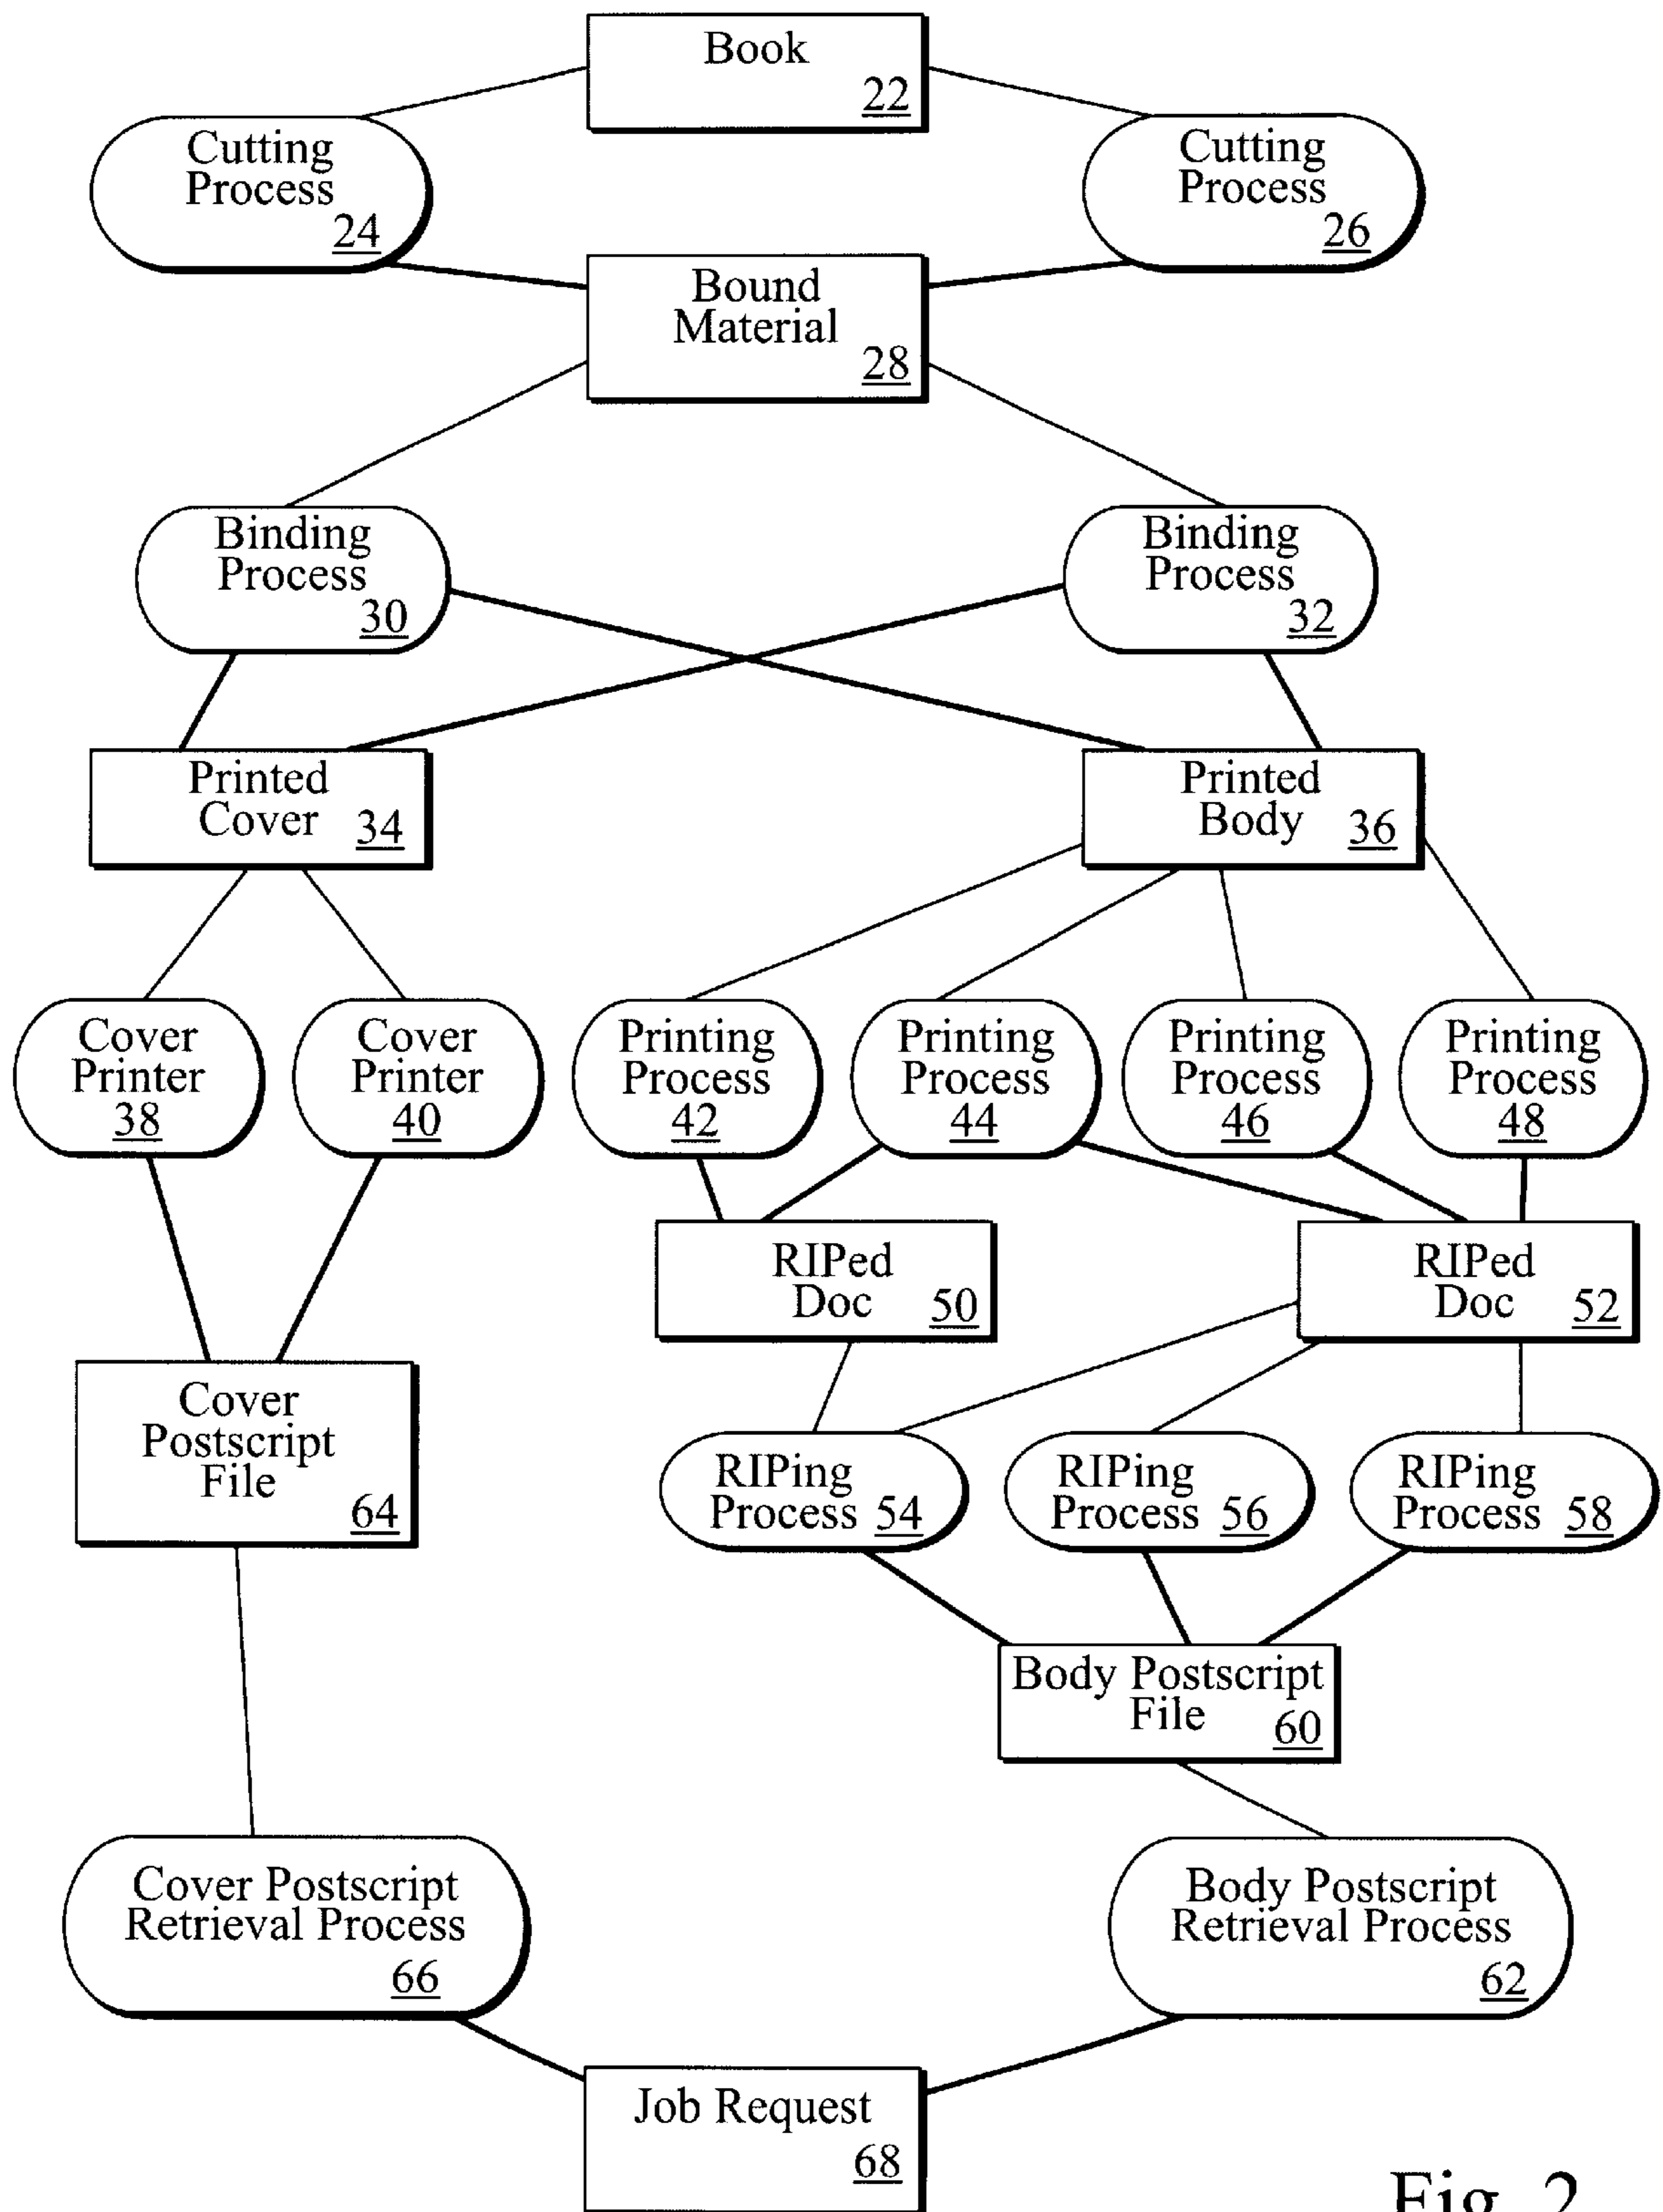 Book
22
Cutting
Process
24
Cutting
Process
26
Bound
Material
28
Binding
Process
30
Binding
Process
32
Printed
Cover 34
Printed
Body 36
Cover
Printer
38
Cover
Printer
40
Printing
Process
42
Printing
Process
44
Printing
Process
46
Printing
Process
48
RIPed
Doc 50
RIPed
Doc 52
Cover
Postscript
File
64
RIPing
Process 54
RIPing
Process 56
RIPing
Process 58
Body Postscript
File 60
Cover Postscript
Retrieval Process
66
Body Postscript
Retrieval Process
62
Job Request
68
Fig. 2